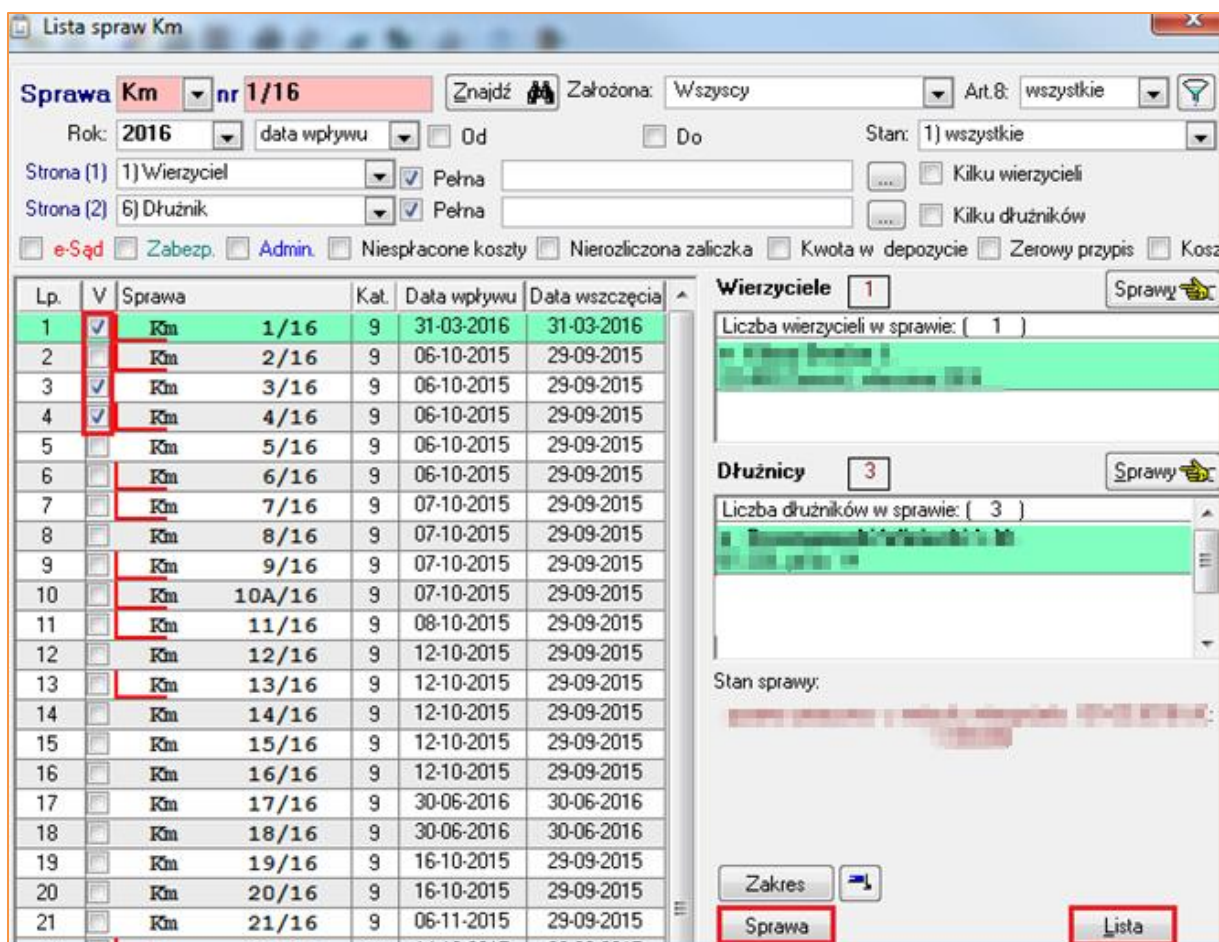 Lista spraw Km
x
Sprawa Km nr 1/16 Znajdź Założona: Wszyscy Art.8: wszystkie
Rok: 2016 data wpływu Od Do Stan: 1) wszystkie
Strona (1) 1) Wierzyciel Pełna ... Kilku wierzycieli
Strona (2) 6) Dłużnik Pełna ... Kilku dłużników
e-Sąd Zabezp. Admin. Niespłacone koszty Nierozliczona zaliczka Kwota w depozycie Zerowy przypis Kosz
Lp. V Sprawa Kat. Data wpływu Data wszczęcia
1 Km 1/16 9 31-03-2016 31-03-2016
2 Km 2/16 9 06-10-2015 29-09-2015
3 Km 3/16 9 06-10-2015 29-09-2015
4 Km 4/16 9 06-10-2015 29-09-2015
5 Km 5/16 9 06-10-2015 29-09-2015
6 Km 6/16 9 06-10-2015 29-09-2015
7 Km 7/16 9 07-10-2015 29-09-2015
8 Km 8/16 9 07-10-2015 29-09-2015
9 Km 9/16 9 07-10-2015 29-09-2015
10 Km 10A/16 9 07-10-2015 29-09-2015
11 Km 11/16 9 08-10-2015 29-09-2015
12 Km 12/16 9 12-10-2015 29-09-2015
13 Km 13/16 9 12-10-2015 29-09-2015
14 Km 14/16 9 12-10-2015 29-09-2015
15 Km 15/16 9 12-10-2015 29-09-2015
16 Km 16/16 9 12-10-2015 29-09-2015
17 Km 17/16 9 30-06-2016 30-06-2016
18 Km 18/16 9 30-06-2016 30-06-2016
19 Km 19/16 9 16-10-2015 29-09-2015
20 Km 20/16 9 16-10-2015 29-09-2015
21 Km 21/16 9 06-11-2015 29-09-2015
Wierzyciele 1 Sprawy
Liczba wierzycieli w sprawie: ( 1 )
Dłużnicy 3 Sprawy
Liczba dłużników w sprawie: ( 3 )
Stan sprawy:
Zakres
Sprawa Lista